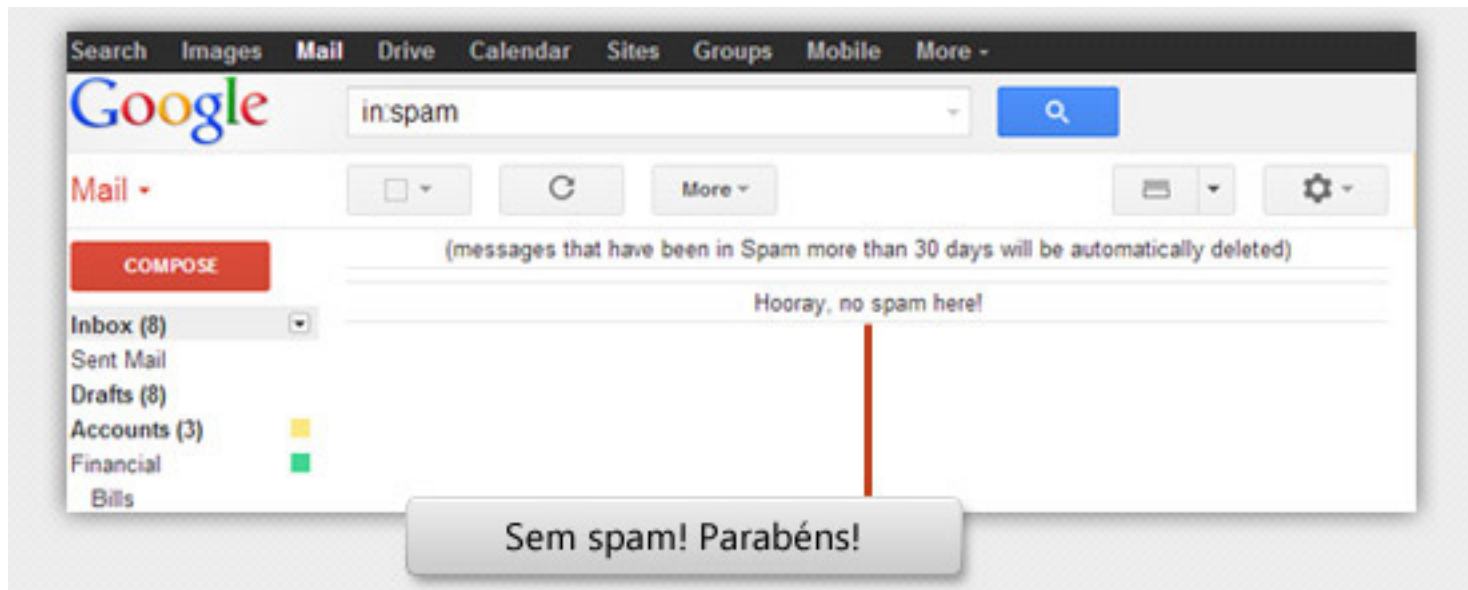 Search Images Mail Drive Calendar Sites Groups Mobile More
Google in:spam
Mail More
(messages that have been in Spam more than 30 days will be automatically deleted)
COMPOSE
Hooray, no spam here!
Inbox (8)
Sent Mail
Drafts (8)
Accounts (3)
Financial
Bills
Sem spam! Parabéns!